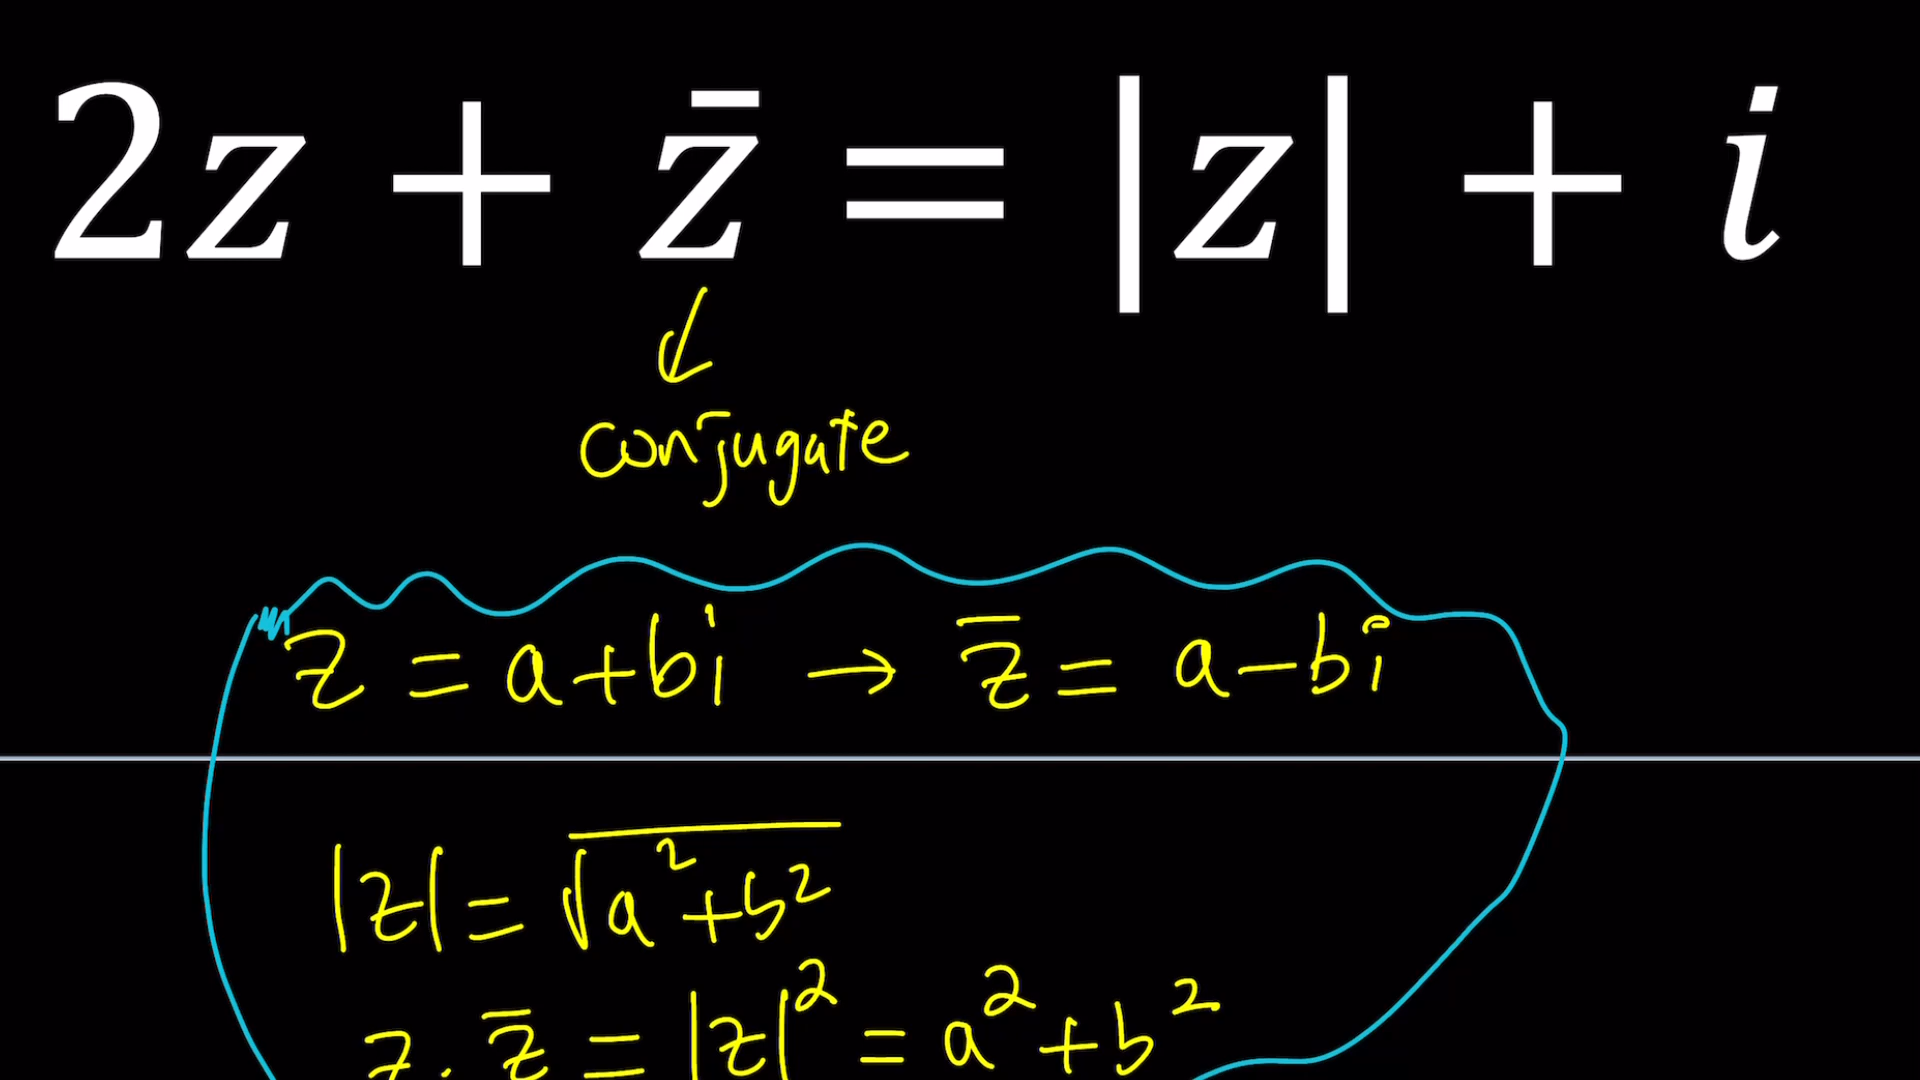 2z + z̄ = |z| + i
conjugate
z = a+bi → z̄ = a-bi
|z| = √a²+b²
z · z̄ = |z|² = a²+b²